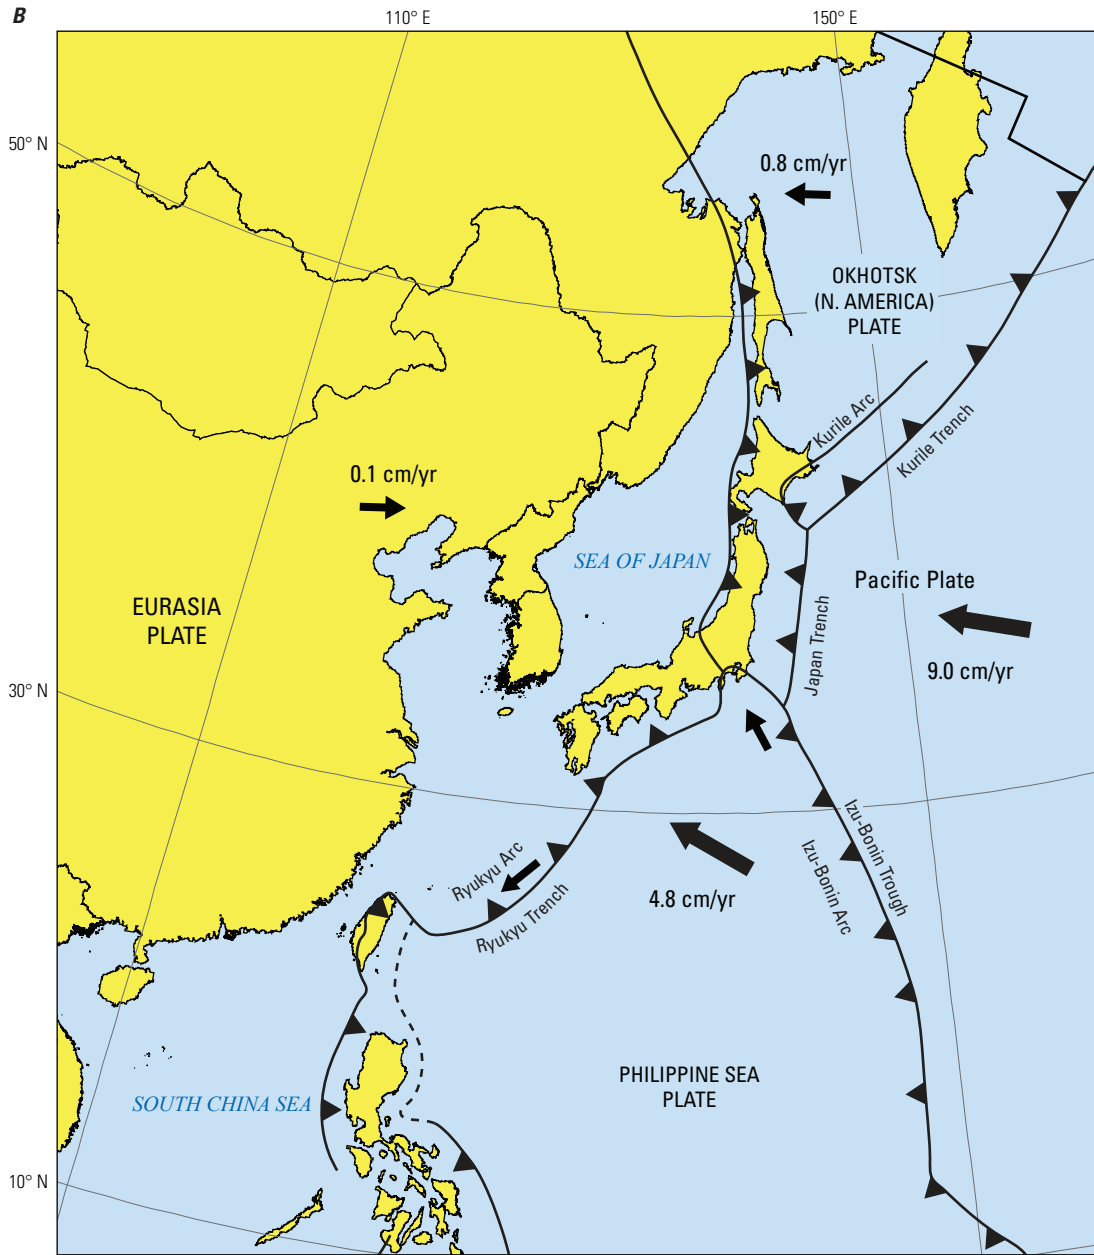 B
110° E
150° E
50° N
0.8 cm/yr
OKHOTSK
(N. AMERICA)
PLATE
Kurile Arc
Kurile Trench
0.1 cm/yr
SEA OF JAPAN
Pacific Plate
EURASIA
PLATE
Japan Trench
9.0 cm/yr
30° N
Izu-Bonin Trough
Izu-Bonin Arc
Ryukyu Arc
Ryukyu Trench
4.8 cm/yr
PHILIPPINE SEA
PLATE
SOUTH CHINA SEA
10° N